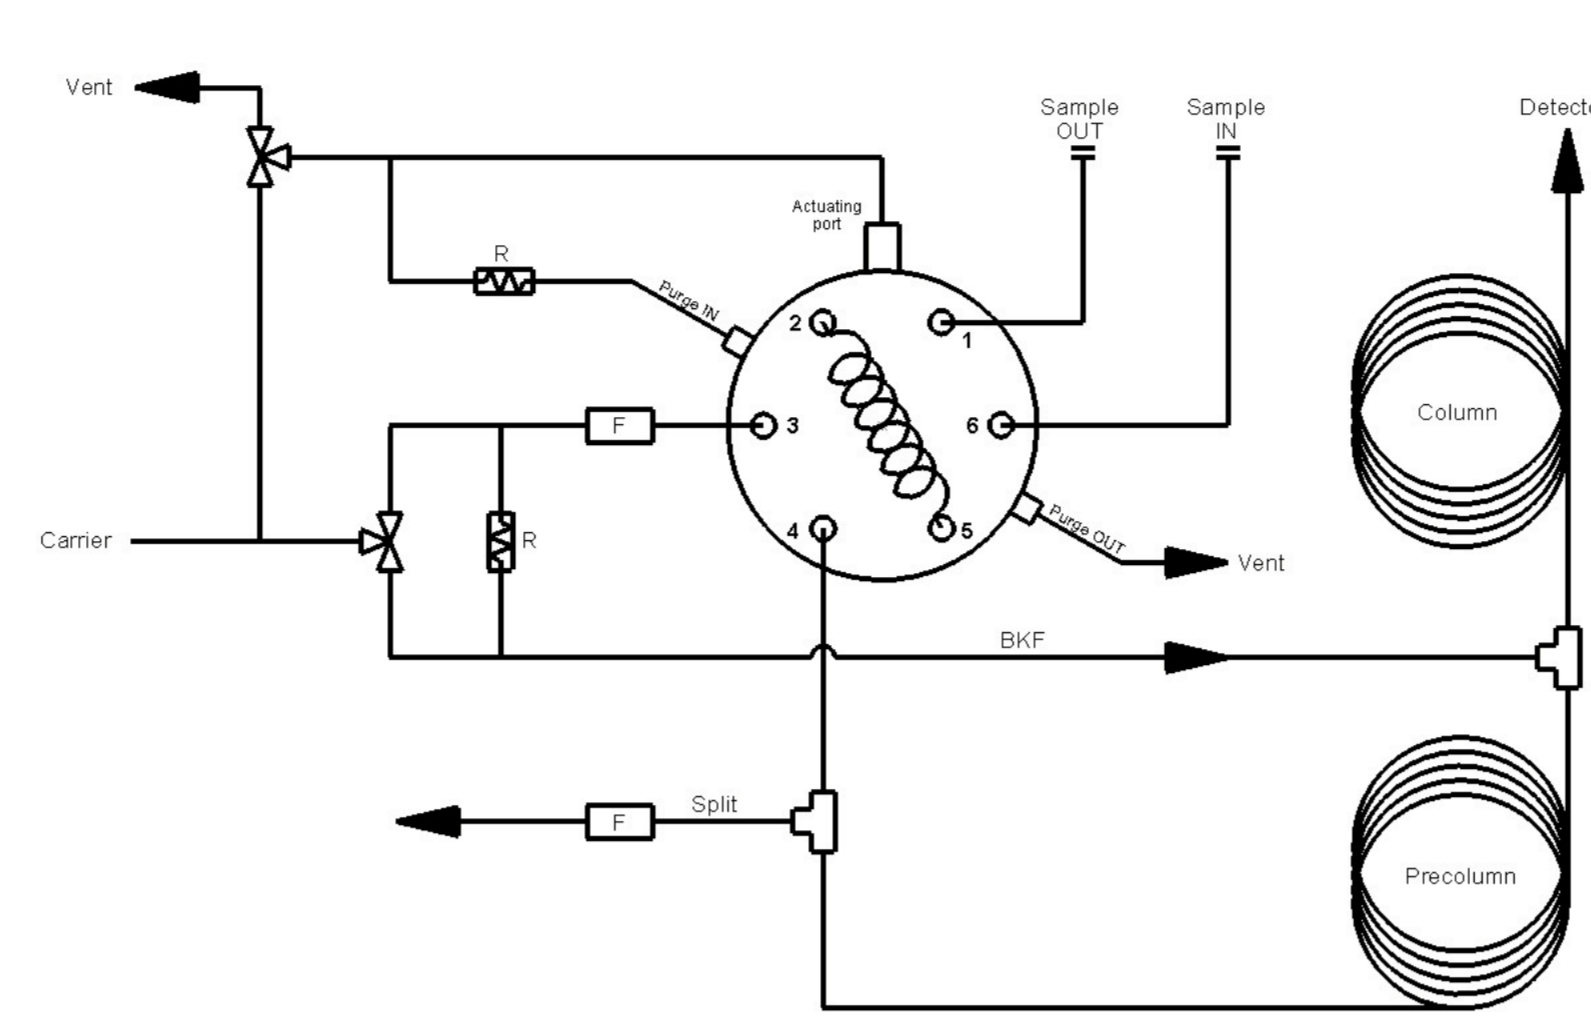 Vent
Sample
OUT
Sample
IN
Actuating
port
R
Purge IN
2
1
Column
F
3
6
4
5
Purge OUT
Carrier
R
Vent
BKF
Split
F
Precolumn